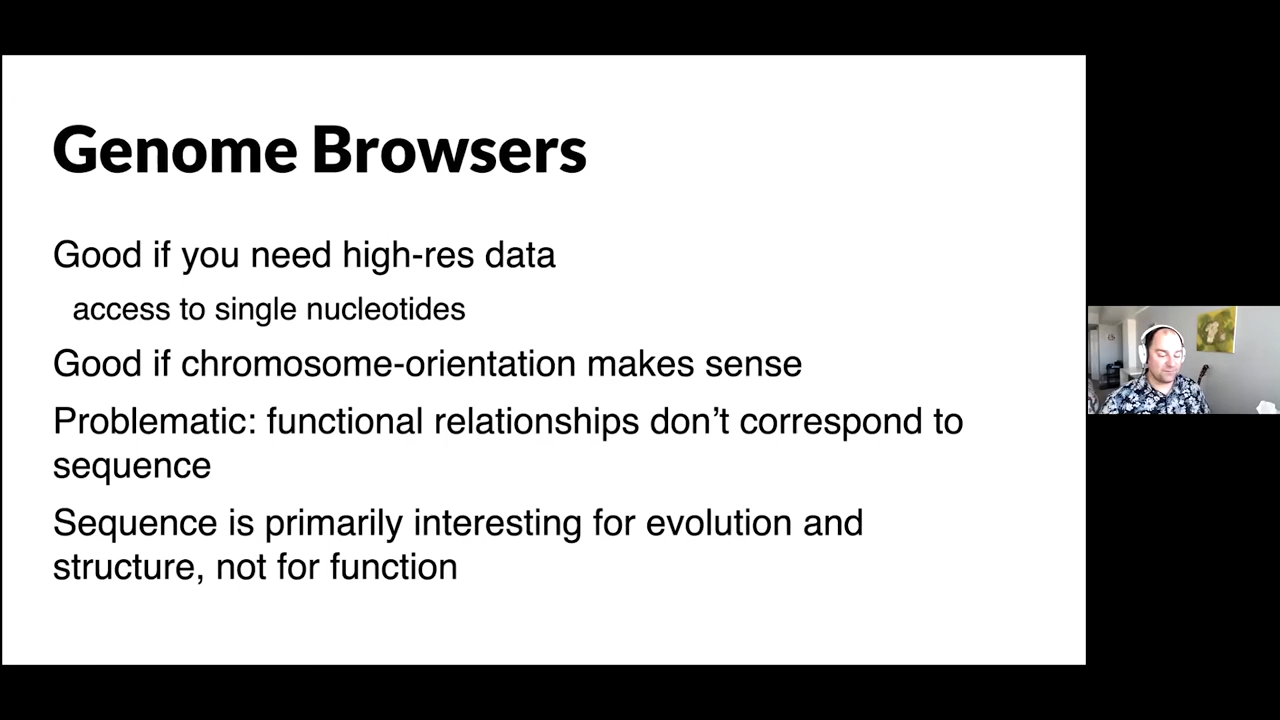 Genome Browsers
Good if you need high-res data
access to single nucleotides
Good if chromosome-orientation makes sense
Problematic: functional relationships don’t correspond to
sequence
Sequence is primarily interesting for evolution and
structure, not for function